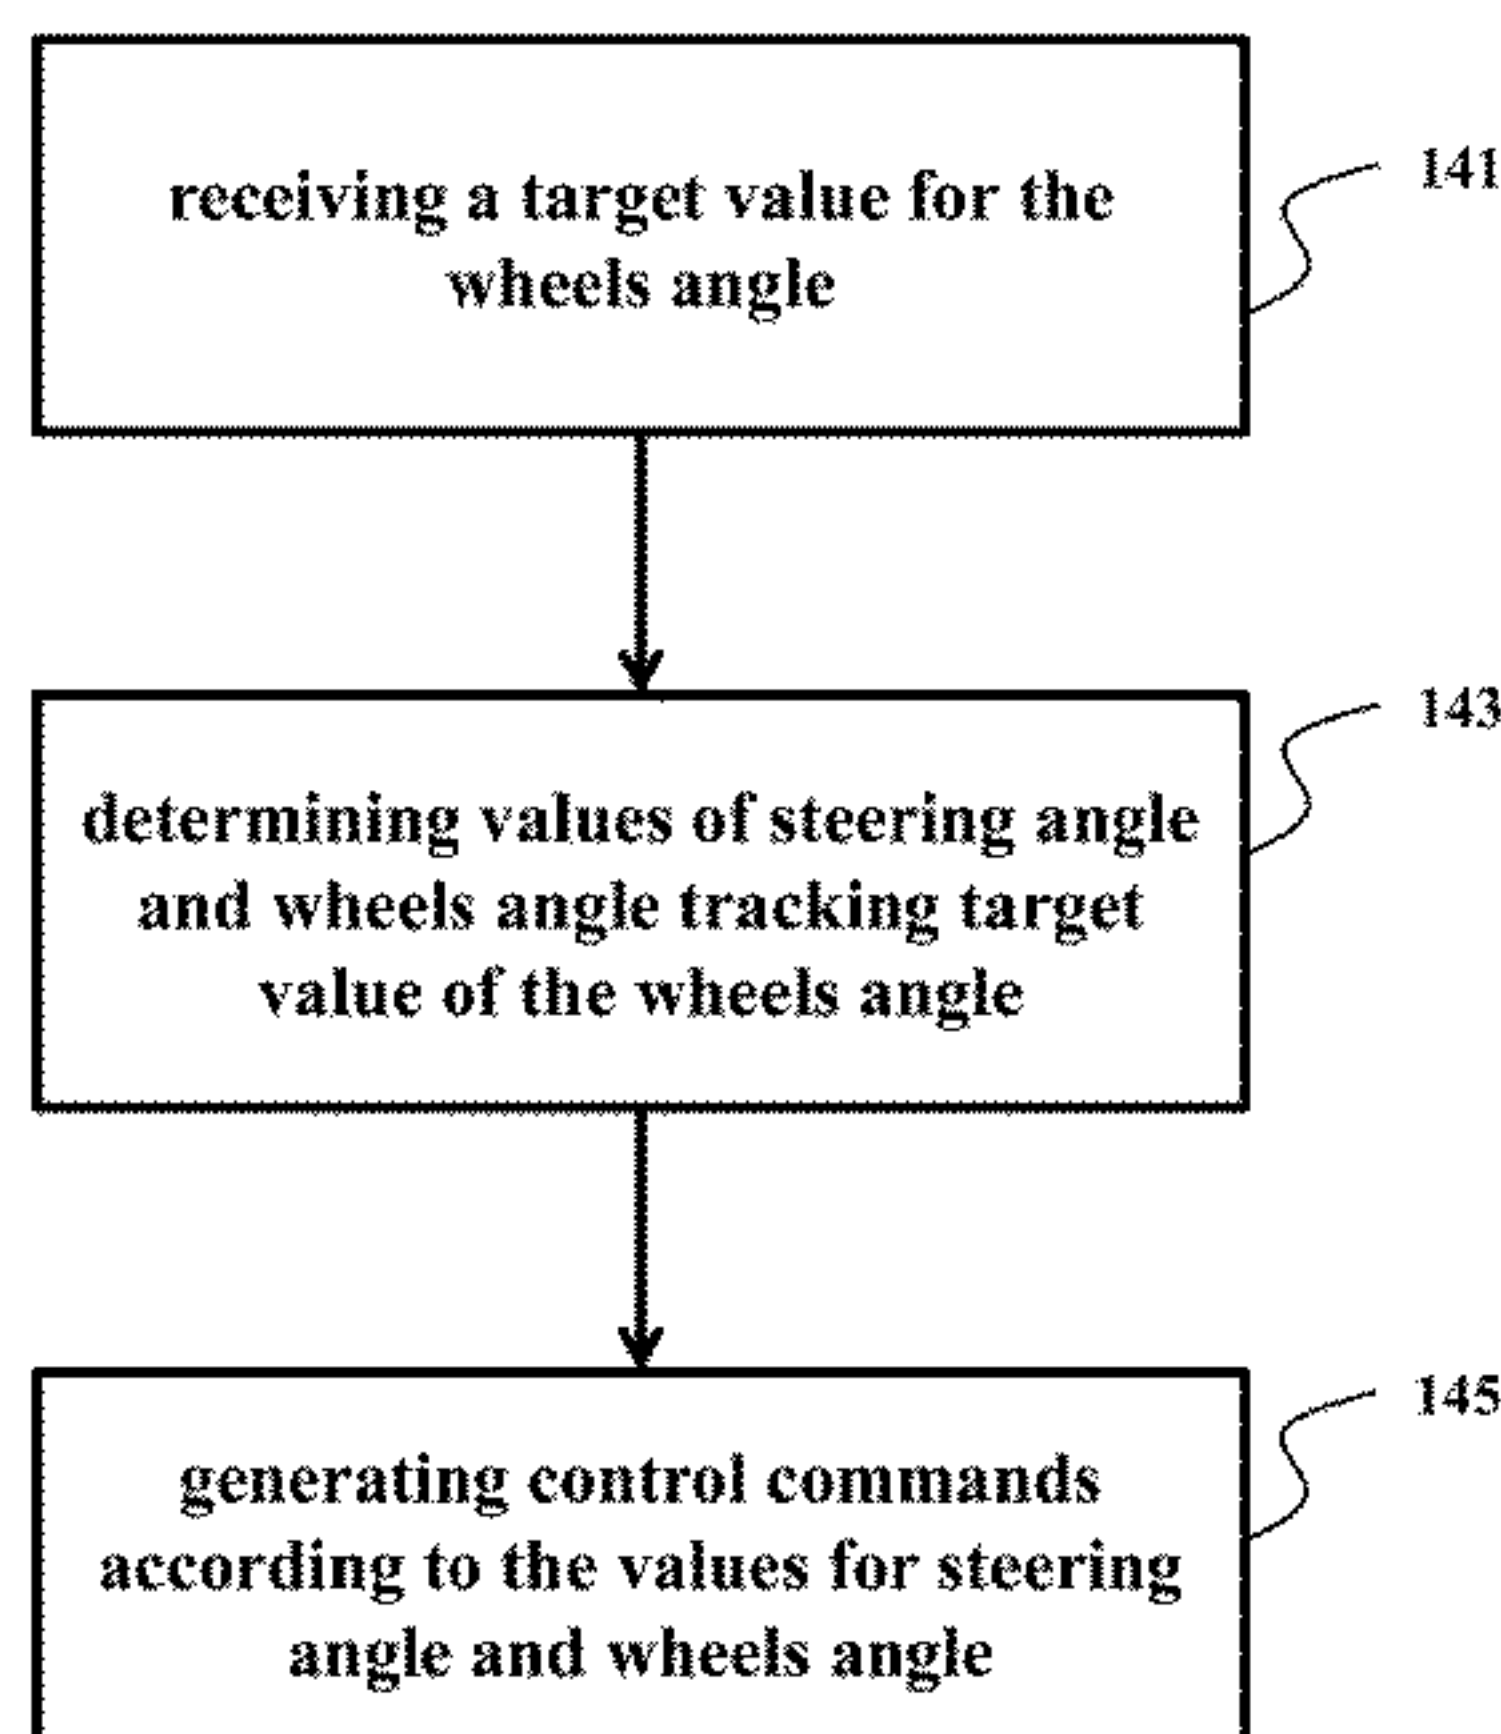 receiving a target value for the
wheels angle
141
determining values of steering angle
and wheels angle tracking target
value of the wheels angle
143
generating control commands
according to the values for steering
angle and wheels angle
145